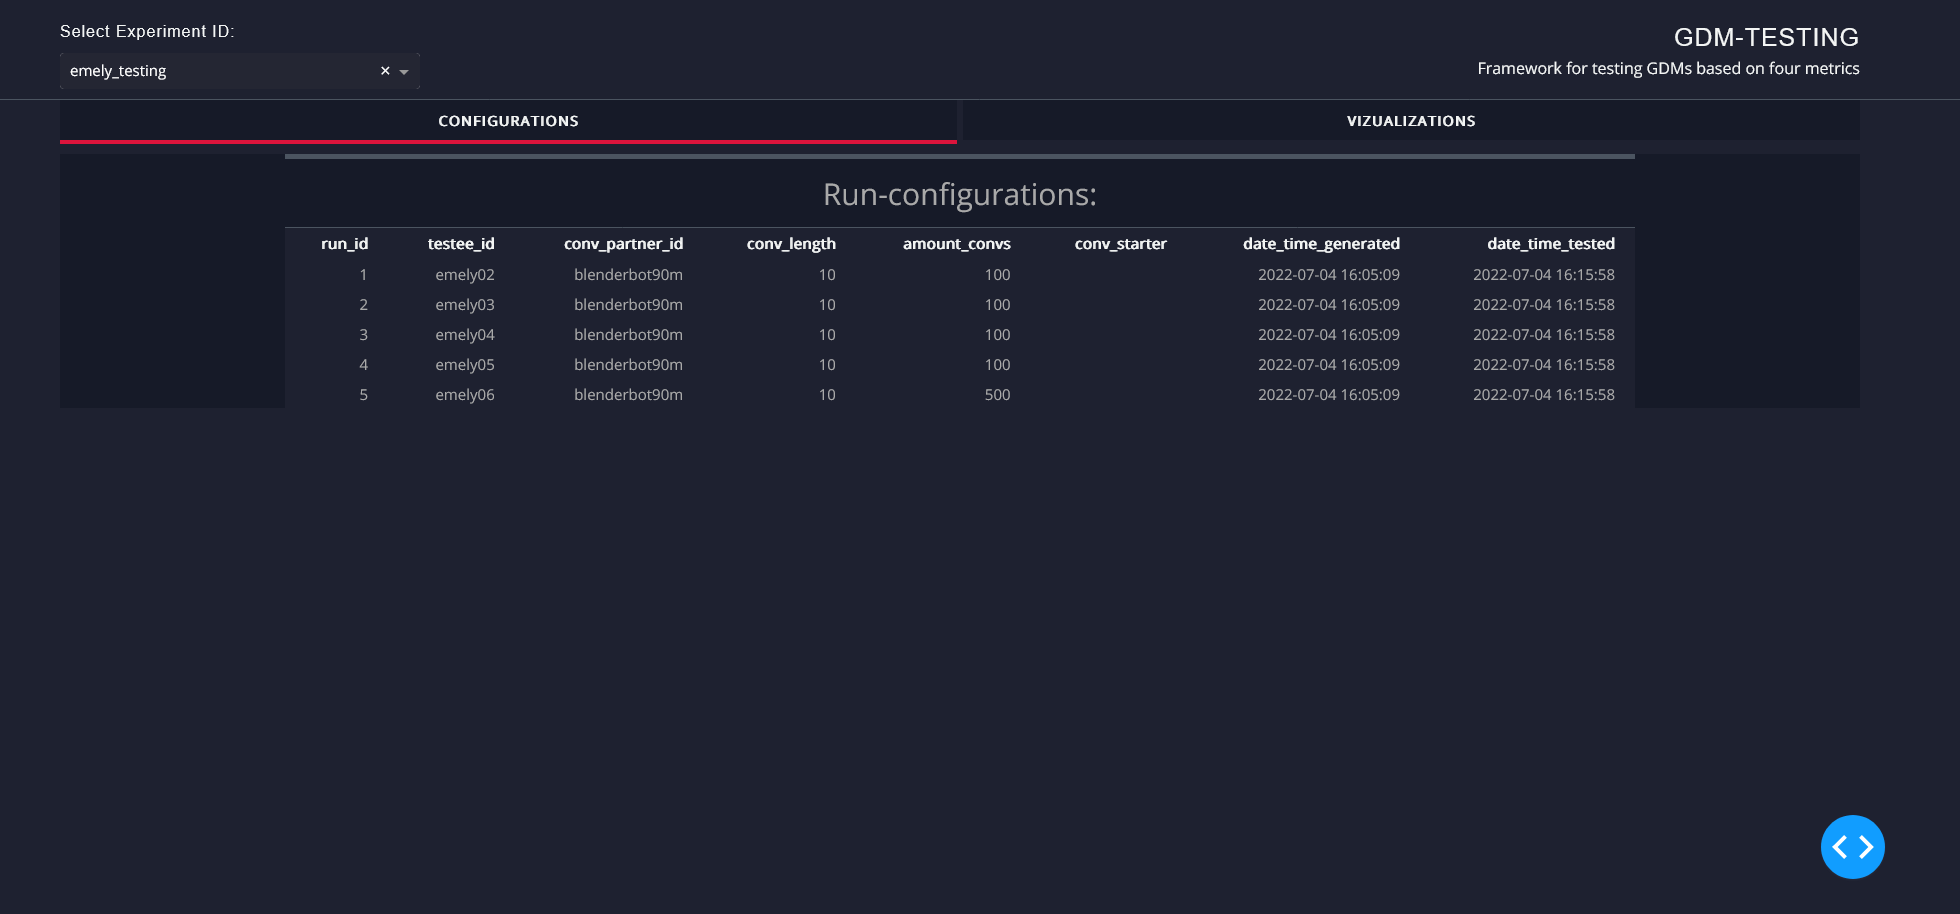 Select Experiment ID:
emely_testing
GDM-TESTING
Framework for testing GDMs based on four metrics
CONFIGURATIONS VIZUALIZATIONS
Run-configurations:
run_id testee_id conv_partner_id conv_length amount_convs conv_starter date_time_generated date_time_tested
1 emely02 blenderbot90m 10 100 2022-07-04 16:05:09 2022-07-04 16:15:58
2 emely03 blenderbot90m 10 100 2022-07-04 16:05:09 2022-07-04 16:15:58
3 emely04 blenderbot90m 10 100 2022-07-04 16:05:09 2022-07-04 16:15:58
4 emely05 blenderbot90m 10 100 2022-07-04 16:05:09 2022-07-04 16:15:58
5 emely06 blenderbot90m 10 500 2022-07-04 16:05:09 2022-07-04 16:15:58